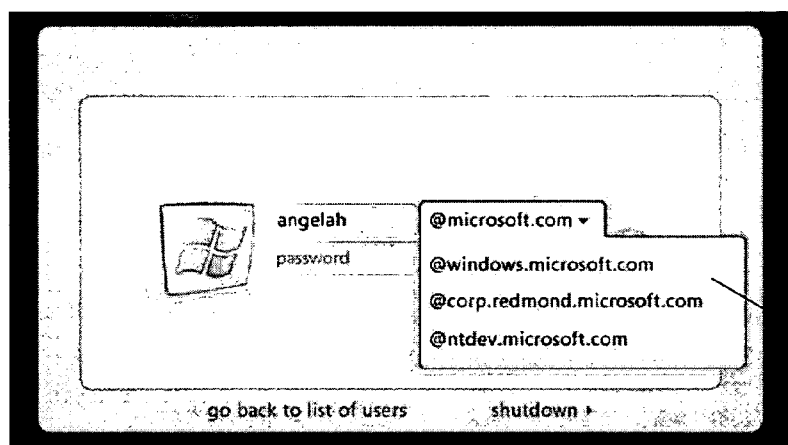 angelah @microsoft.com
password
@windows.microsoft.com
@corp.redmond.microsoft.com
@ntdev.microsoft.com
go back to list of users shutdown